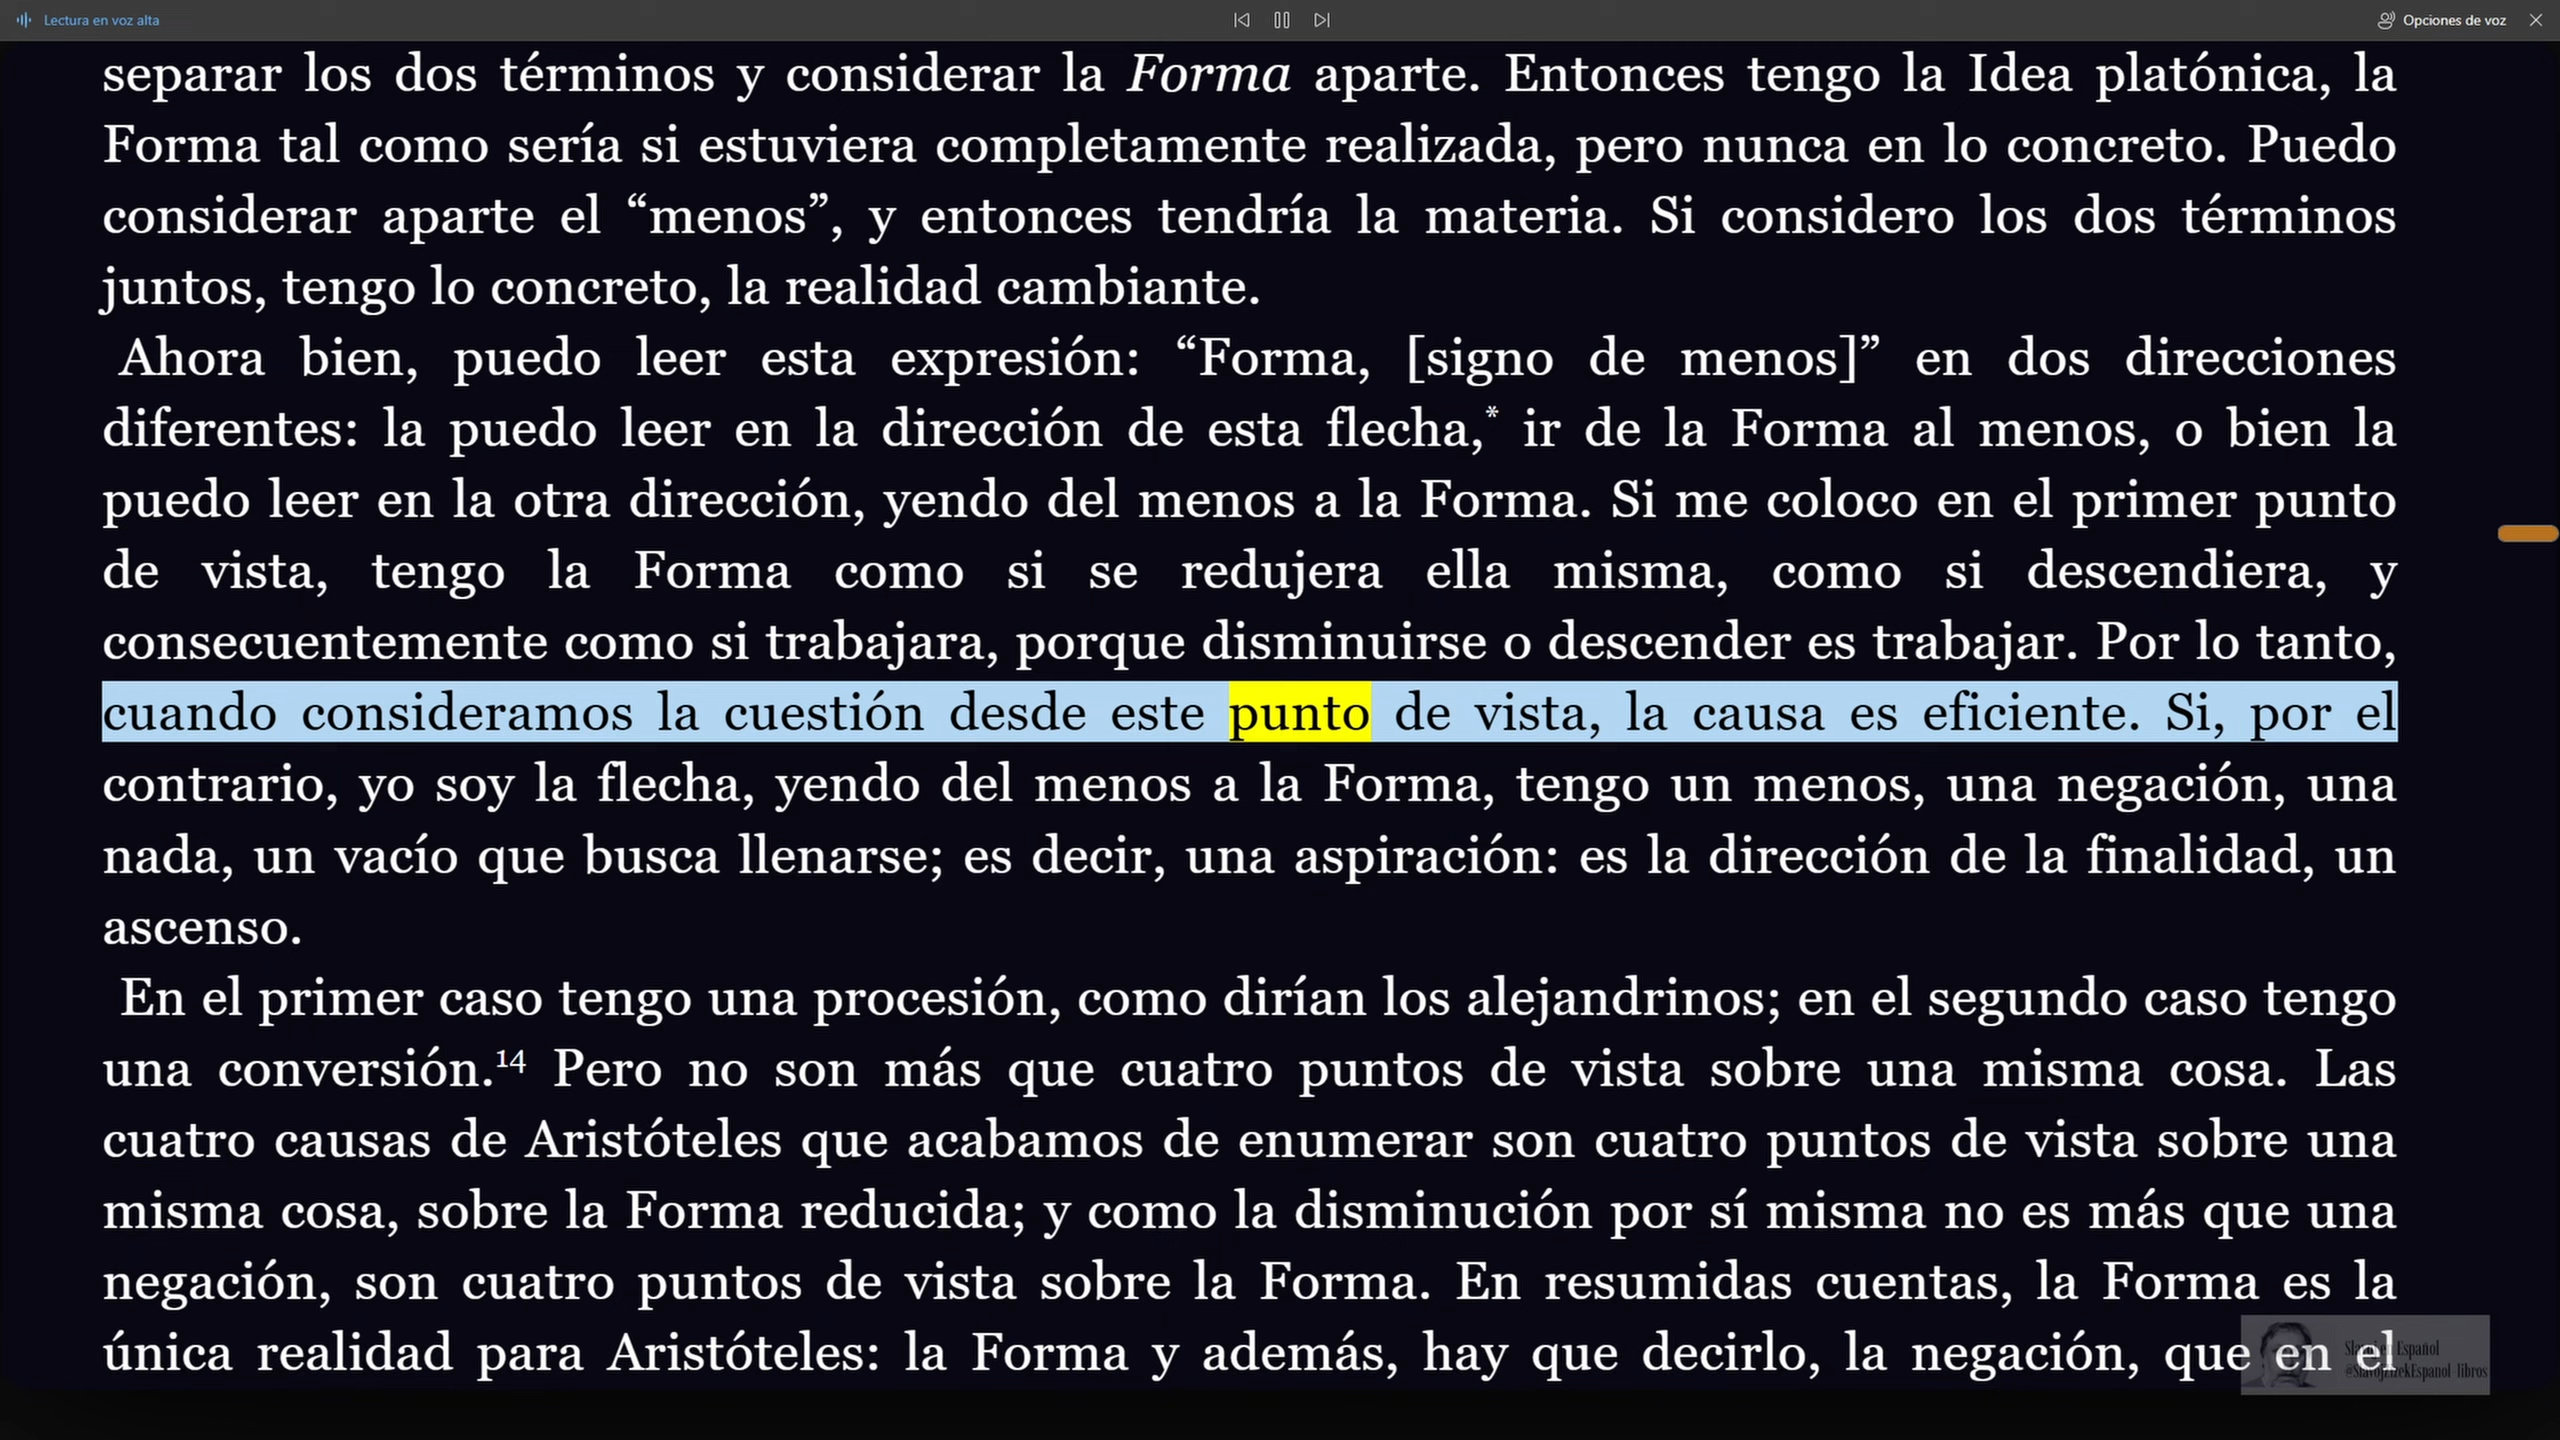 Lectura en voz alta
Opciones de voz
separar los dos términos y considerar la Forma aparte. Entonces tengo la Idea platónica, la
Forma tal como sería si estuviera completamente realizada, pero nunca en lo concreto. Puedo
considerar aparte el “menos”, y entonces tendría la materia. Si considero los dos términos
juntos, tengo lo concreto, la realidad cambiante.
Ahora bien, puedo leer esta expresión: “Forma, [signo de menos]” en dos direcciones
diferentes: la puedo leer en la dirección de esta flecha,* ir de la Forma al menos, o bien la
puedo leer en la otra dirección, yendo del menos a la Forma. Si me coloco en el primer punto
de vista, tengo la Forma como si se redujera ella misma, como si descendiera, y
consecuentemente como si trabajara, porque disminuirse o descender es trabajar. Por lo tanto,
cuando consideramos la cuestión desde este punto de vista, la causa es eficiente. Si, por el
contrario, yo soy la flecha, yendo del menos a la Forma, tengo un menos, una negación, una
nada, un vacío que busca llenarse; es decir, una aspiración: es la dirección de la finalidad, un
ascenso.
En el primer caso tengo una procesión, como dirían los alejandrinos; en el segundo caso tengo
una conversión.14 Pero no son más que cuatro puntos de vista sobre una misma cosa. Las
cuatro causas de Aristóteles que acabamos de enumerar son cuatro puntos de vista sobre una
misma cosa, sobre la Forma reducida; y como la disminución por sí misma no es más que una
negación, son cuatro puntos de vista sobre la Forma. En resumidas cuentas, la Forma es la
única realidad para Aristóteles: la Forma y además, hay que decirlo, la negación, que en el
Español
@SlavojZizekEspanol libros